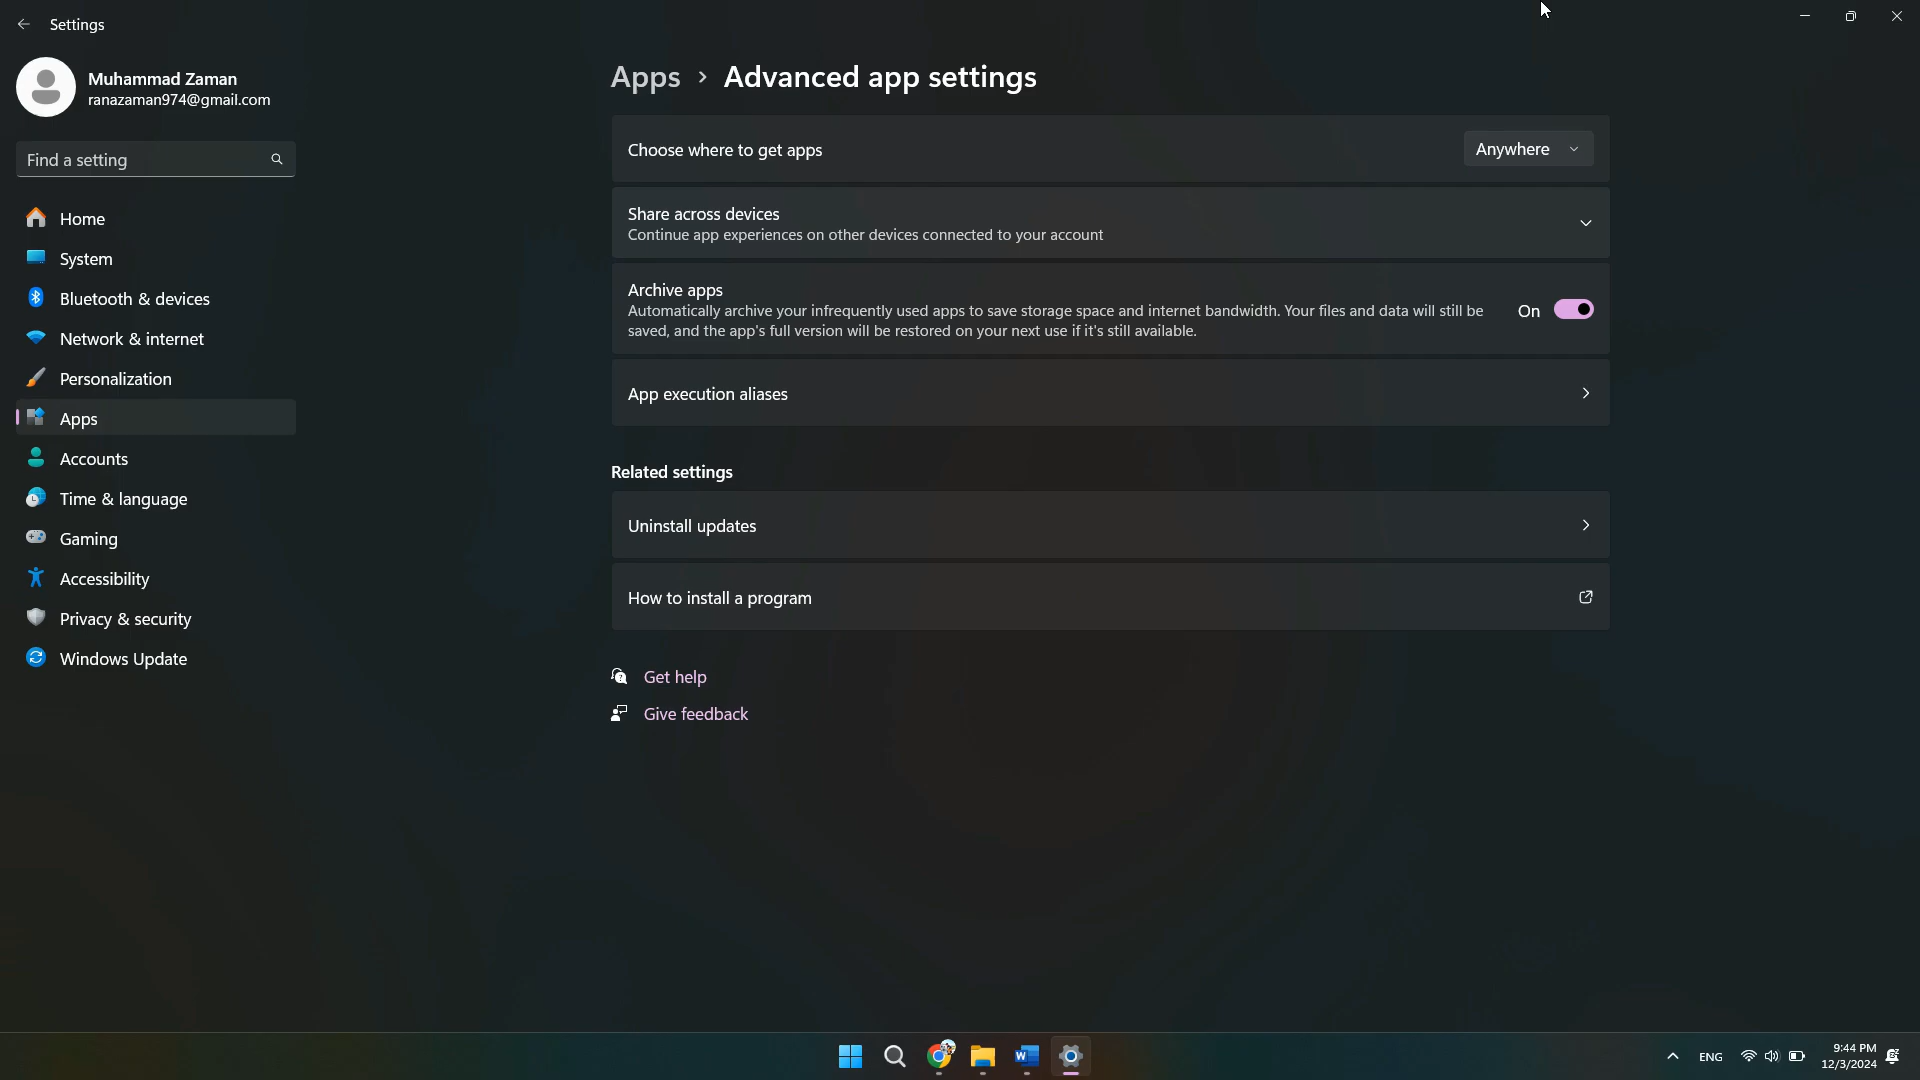 Settings
Muhammad Zaman
ranazaman974@gmail.com
Find a setting
Home
System
Bluetooth & devices
Network & internet
Personalization
Apps
Accounts
Time & language
Gaming
Accessibility
Privacy & security
Windows Update
Apps > Advanced app settings
Choose where to get apps
Anywhere
Share across devices
Continue app experiences on other devices connected to your account
Archive apps
Automatically archive your infrequently used apps to save storage space and internet bandwidth. Your files and data will still be
saved, and the app's full version will be restored on your next use if it's still available.
On
App execution aliases
Related settings
Uninstall updates
How to install a program
Get help
Give feedback
W
ENG
9:44 PM
12/3/2024